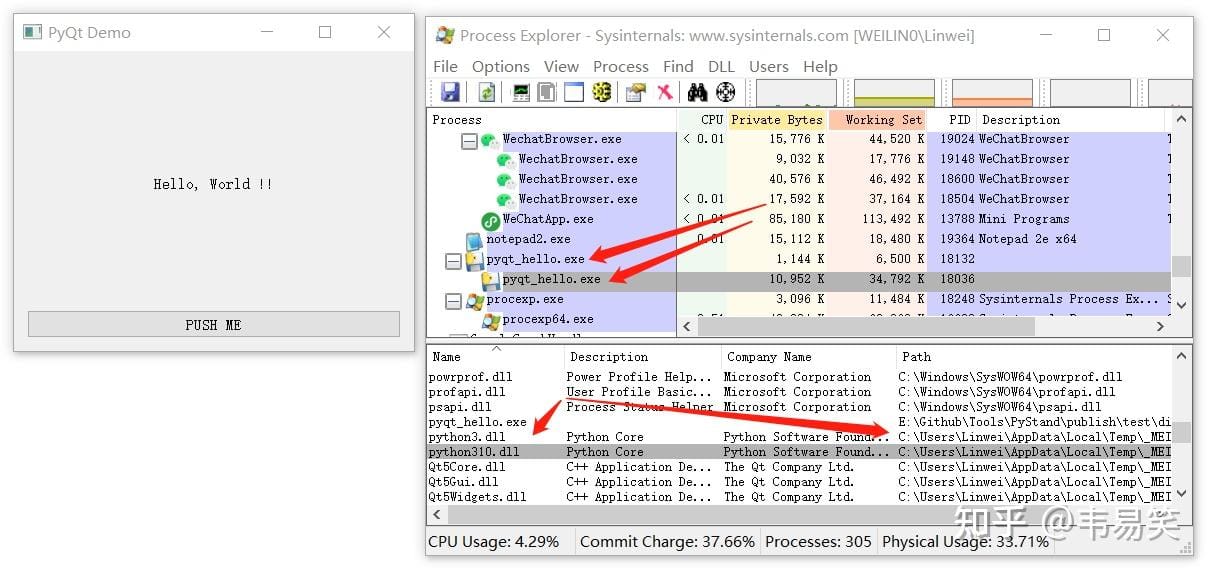 PyQt Demo
Hello, World !!
PUSH ME
Process Explorer - Sysinternals: www.sysinternals.com [WEILIN0\Linwei]
File Options View Process Find DLL Users Help
Process CPU Private Bytes Working Set PID Description
WechatBrowser.exe < 0.01 15,776 K 44,520 K 19024 WeChatBrowser
WechatBrowser.exe 9,032 K 17,776 K 19148 WeChatBrowser
WechatBrowser.exe 40,576 K 46,492 K 18600 WeChatBrowser
WechatBrowser.exe < 0.01 17,592 K 37,164 K 18504 WeChatBrowser
WeChatApp.exe < 0.01 85,180 K 113,492 K 13788 Mini Programs
notepad2.exe 0.01 15,112 K 18,480 K 19364 Notepad 2e x64
pyqt_hello.exe 1,144 K 6,500 K 18132
pyqt_hello.exe 10,952 K 34,792 K 18036
procexp.exe 3,096 K 11,484 K 18248 Sysinternals Process Ex...
procexp64.exe
Name Description Company Name Path
powrprof.dll Power Profile Help... Microsoft Corporation C:\Windows\SysWOW64\powrprof.dll
profapi.dll User Profile Basic... Microsoft Corporation C:\Windows\SysWOW64\profapi.dll
psapi.dll Process Status Helper Microsoft Corporation C:\Windows\SysWOW64\psapi.dll
pyqt_hello.exe E:\Github\Tools\PyStand\publish\test\di
python3.dll Python Core Python Software Found... C:\Users\Linwei\AppData\Local\Temp\_MEI
python310.dll Python Core Python Software Found... C:\Users\Linwei\AppData\Local\Temp\_MEI
Qt5Core.dll C++ Application De... The Qt Company Ltd. C:\Users\Linwei\AppData\Local\Temp\_MEI
Qt5Gui.dll C++ Application De... The Qt Company Ltd. C:\Users\Linwei\AppData\Local\Temp\_MEI
Qt5Widgets.dll C++ Application De... The Qt Company Ltd. C:\Users\Linwei\AppData\Local\Temp\_MEI
知乎 @韦易笑
CPU Usage: 4.29% Commit Charge: 37.66% Processes: 305 Physical Usage: 33.71%